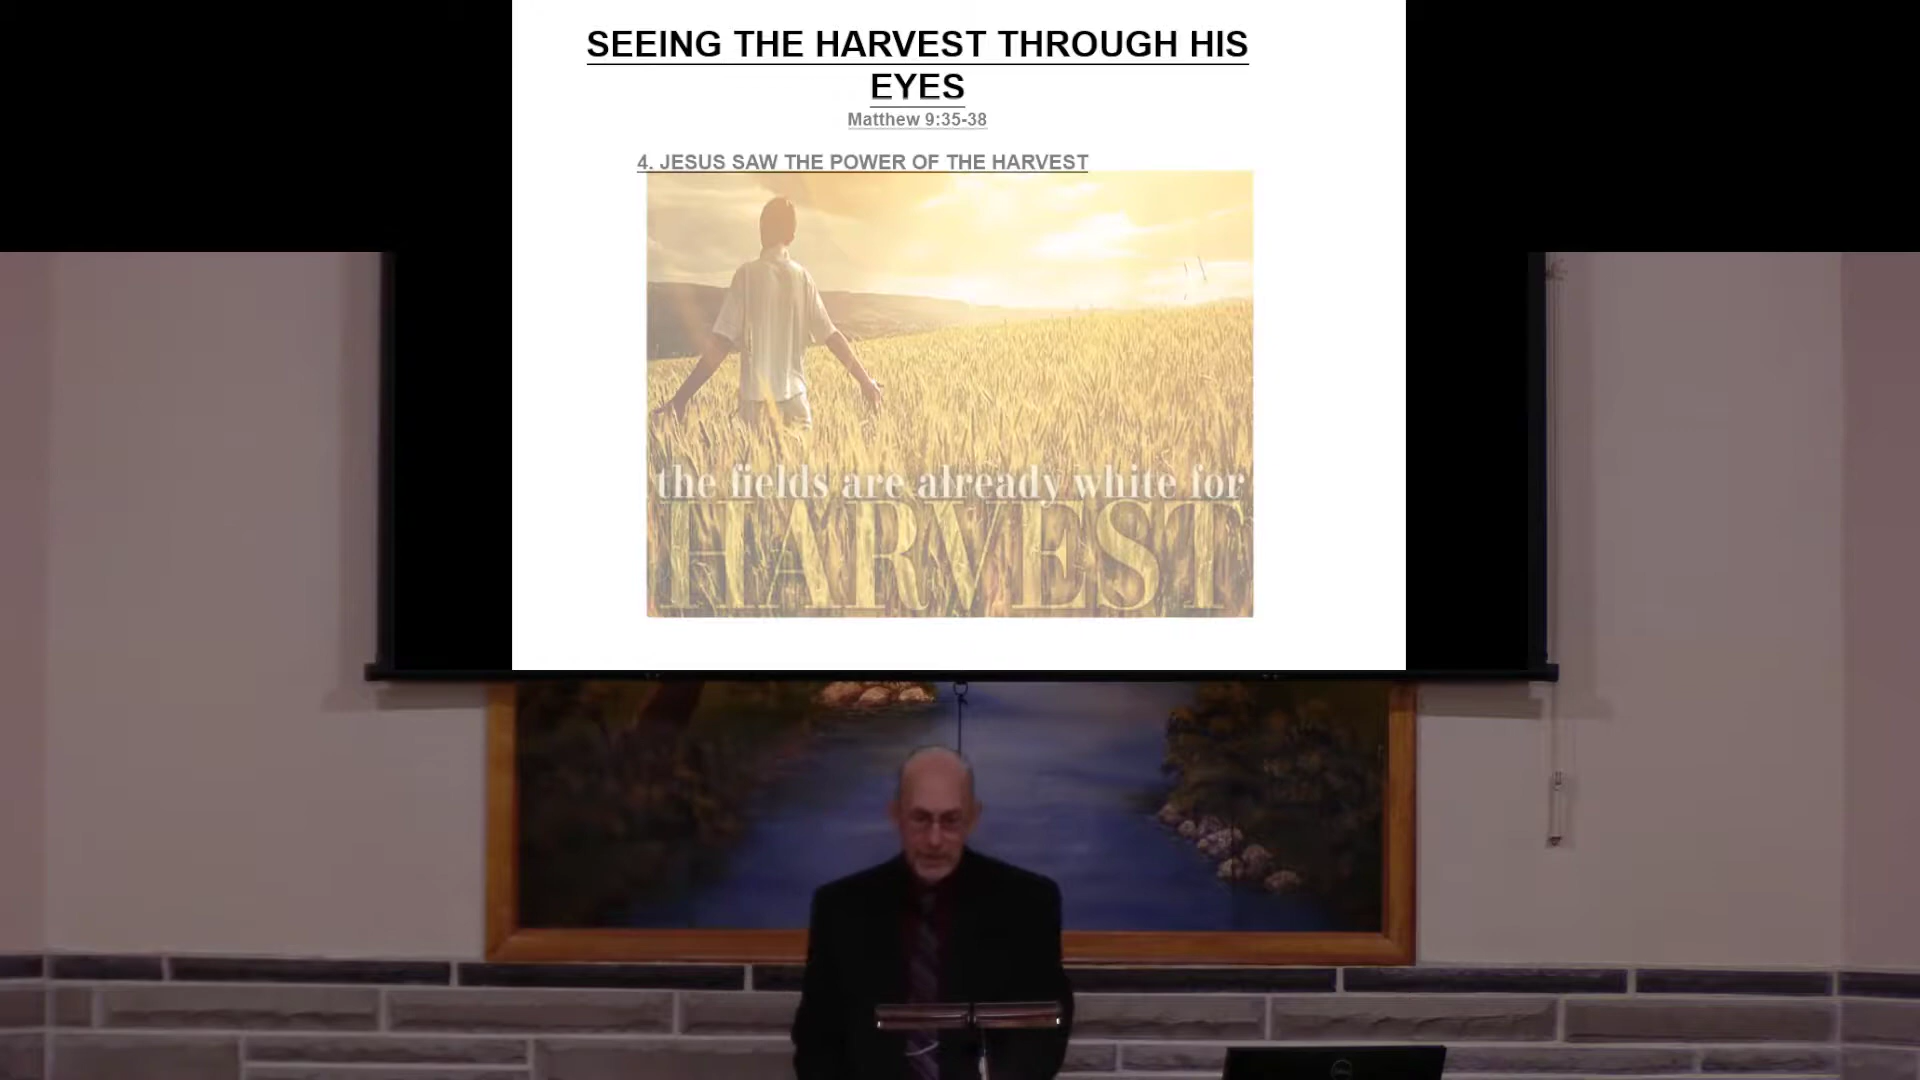 SEEING THE HARVEST THROUGH HIS
EYES
Matthew 9:35-38
4. JESUS SAW THE POWER OF THE HARVEST
the fields are already white for
HARVEST